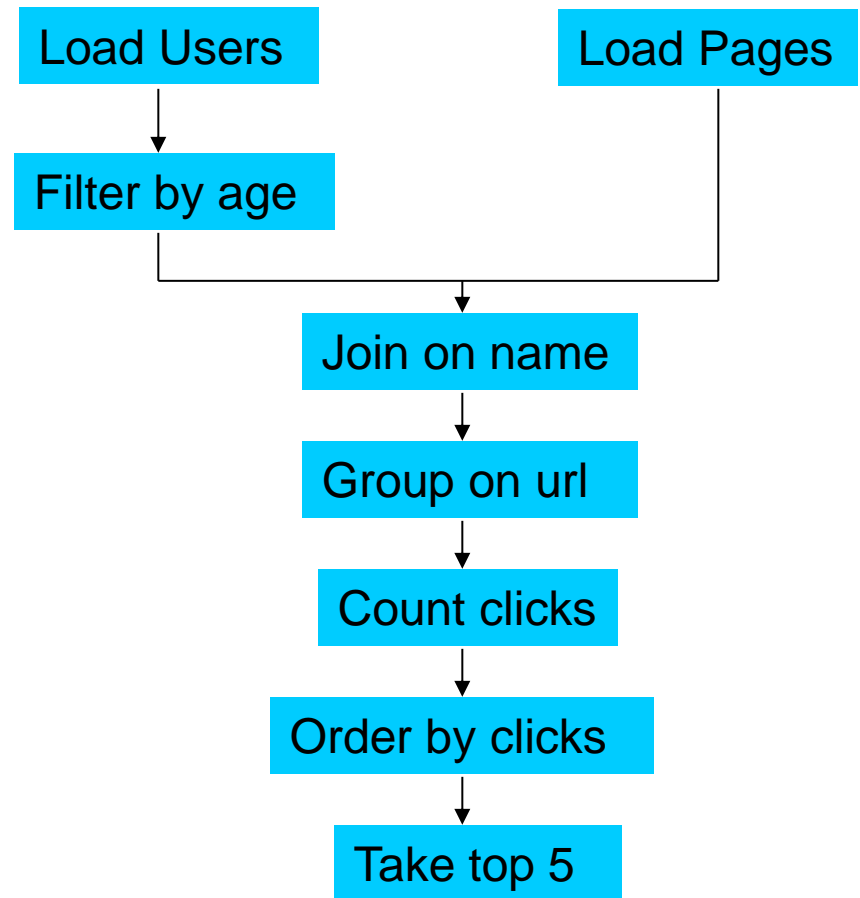 Load Users
Load Pages
Filter by age
Join on name
Group on url
Count clicks
Order by clicks
Take top 5